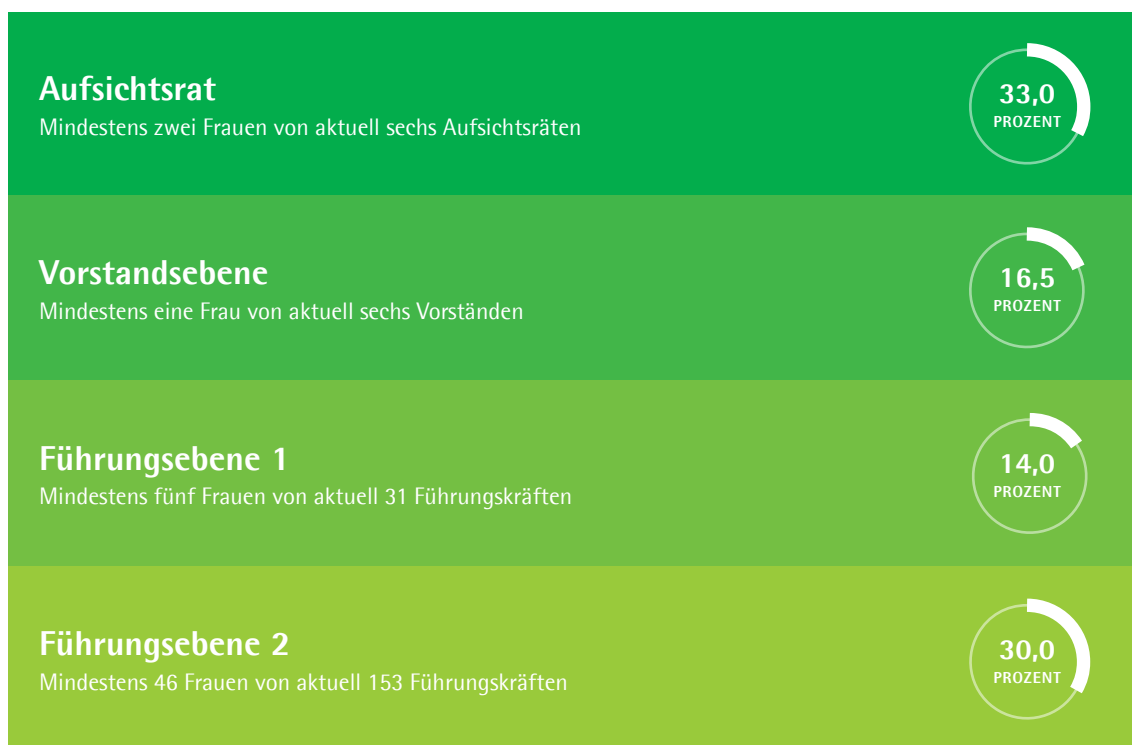 Aufsichtsrat
Mindestens zwei Frauen von aktuell sechs Aufsichtsräten
33,0
PROZENT
Vorstandsebene
Mindestens eine Frau von aktuell sechs Vorständen
16,5
PROZENT
Führungsebene 1
Mindestens fünf Frauen von aktuell 31 Führungskräften
14,0
PROZENT
Führungsebene 2
Mindestens 46 Frauen von aktuell 153 Führungskräften
30,0
PROZENT